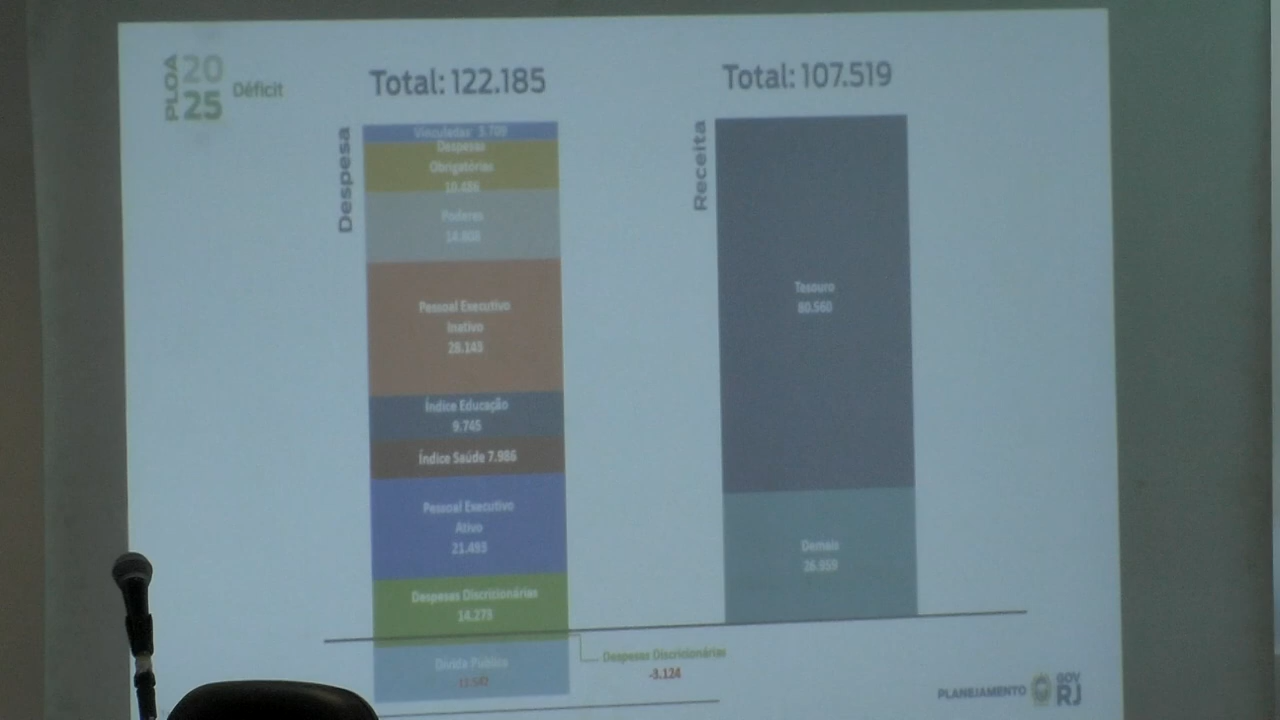 PLOA
20
25
Déficit
Total: 122.185
Total: 107.519
Despesa
Receita
Vinculadas 3.709
Despesas
Obrigatórias
10.486
Poderes
Pessoal Executivo
Inativo
28.143
Índice Educação
9.745
Índice Saúde 7.986
Pessoal Executivo
Ativo
21.493
Despesas Discricionárias
14.275
Dívida Pública
Tesouro
80.560
Demais
26.959
Despesas Discricionárias
-3.124
PLANEJAMENTO
GOV
RJ